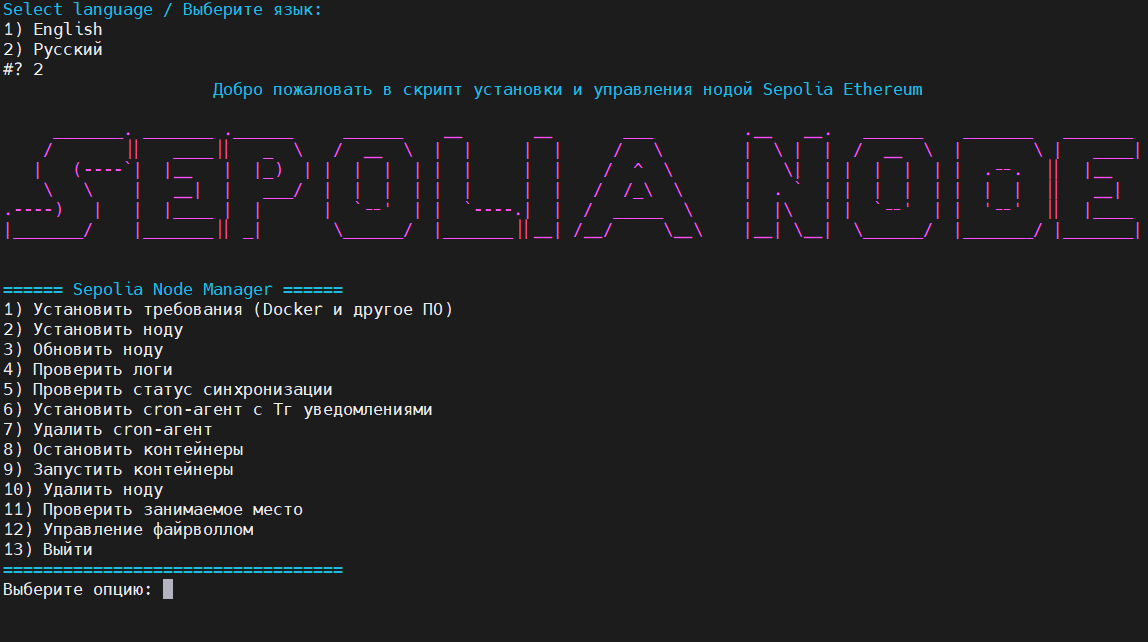 Select language / Выберите язык:
1) English
2) Русский
#? 2
Добро пожаловать в скрипт установки и управления нодой Sepolia Ethereum
SEPOLIA NODE
====== Sepolia Node Manager ======
1) Установить требования (Docker и другое ПО)
2) Установить ноду
3) Обновить ноду
4) Проверить логи
5) Проверить статус синхронизации
6) Установить cron-агент с Тг уведомлениями
7) Удалить cron-агент
8) Остановить контейнеры
9) Запустить контейнеры
10) Удалить ноду
11) Проверить занимаемое место
12) Управление файрволлом
13) Выйти
==================================
Выберите опцию: